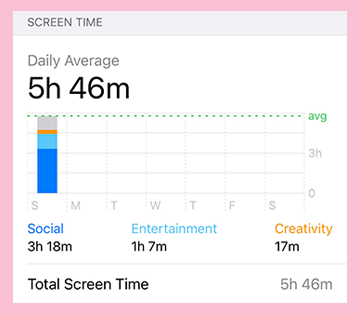 SCREEN TIME
Daily Average
5h 46m
avg
3h
0
S M T W T F S
Social Entertainment Creativity
3h 18m 1h 7m 17m
Total Screen Time 5h 46m